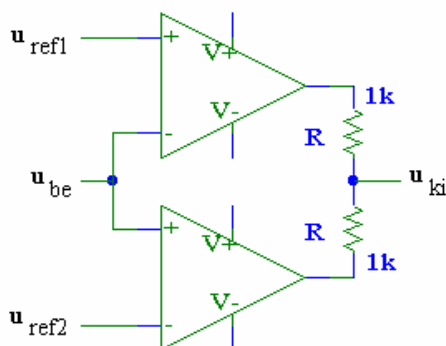 u ref1
+
V+
-
V-
1k
R
u be
u ki
+
V+
-
V-
R
1k
u ref2